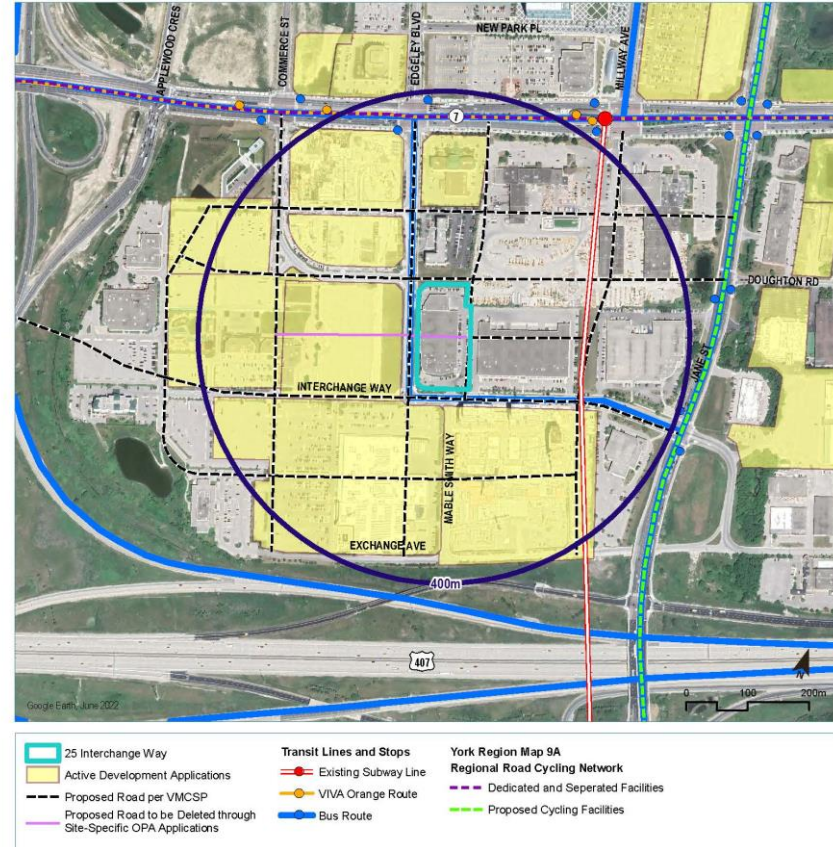 NEW PARK PL
APPLEWOOD CRES
COMMERCE ST
EDGELEY BLVD
MILLWAY AVE
7
DOUGHTON RD
JANE ST
INTERCHANGE WAY
MABLE SMITH WAY
EXCHANGE AVE
400m
407
N
Google Earth, June 2022
0 100 200m
25 Interchange Way
Active Development Applications
Proposed Road per VMCSP
Proposed Road to be Deleted through
Site-Specific OPA Applications
Transit Lines and Stops
Existing Subway Line
VIVA Orange Route
Bus Route
York Region Map 9A
Regional Road Cycling Network
Dedicated and Seperated Facilities
Proposed Cycling Facilities